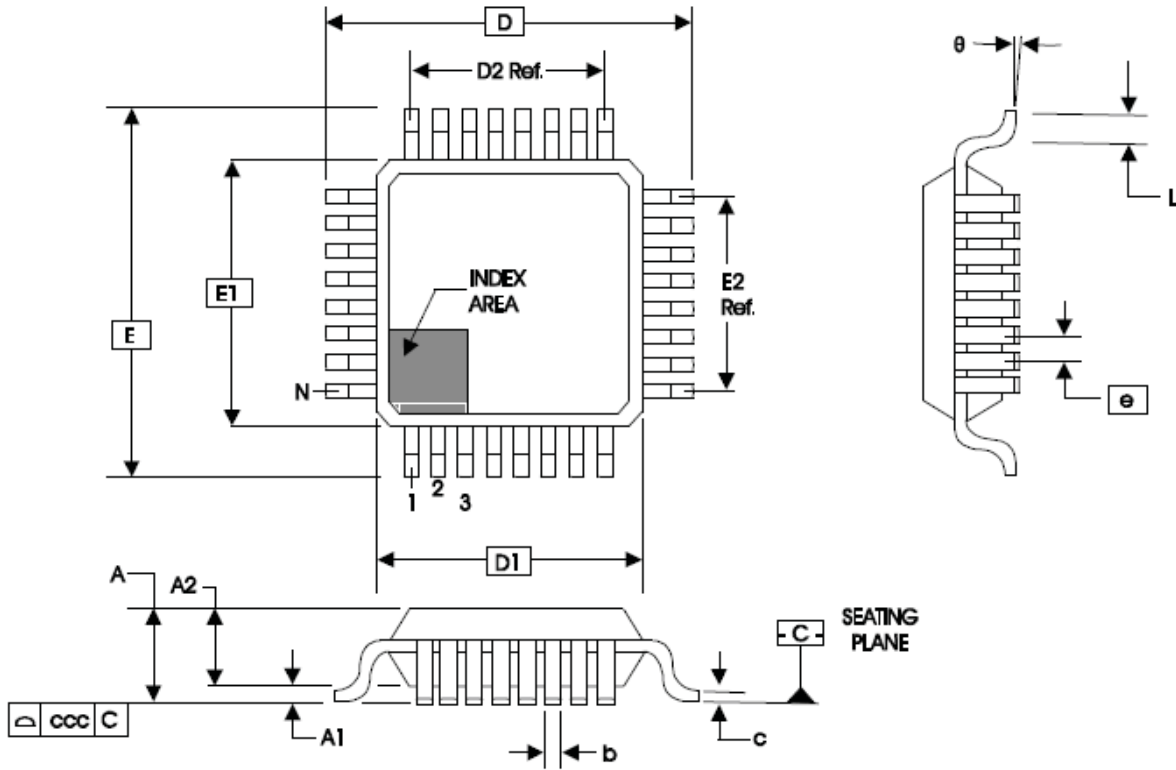 D
D2 Ref.
θ
L
E1
E
INDEX
AREA
E2
Ref.
N
e
1
2
3
D1
A
A2
C
SEATING
PLANE
ccc C
A1
b
c